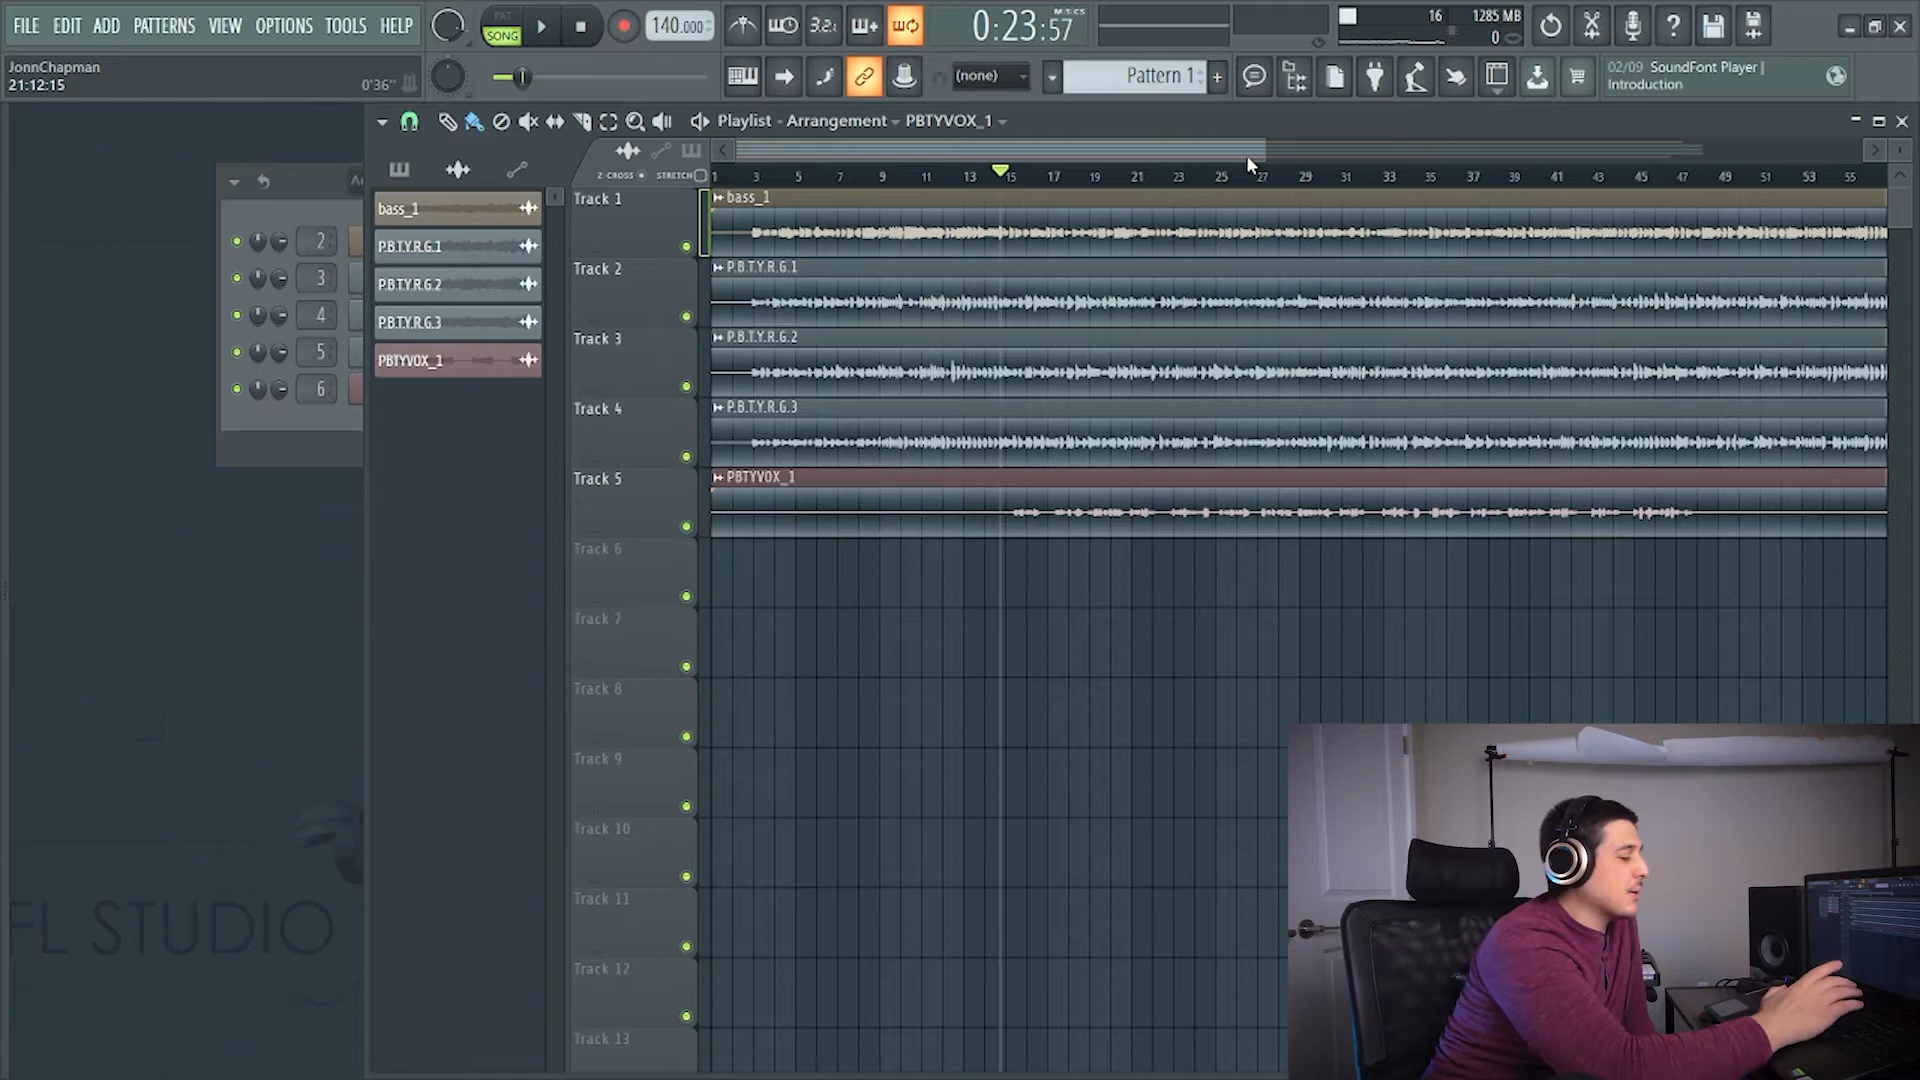 FILE EDIT ADD PATTERNS VIEW OPTIONS TOOLS HELP
PAT
SONG
140.000
3.2.
0:23:57
M:S:CS
16
1285 MB
0
JonnChapman
21:12:15
0'36"
(none)
Pattern 1
02/09 SoundFont Player |
Introduction
Playlist - Arrangement PBTYVOX_1
Z-CROSS
STRETCH
1 3 5 7 9 11 13 15 17 19 21 23 25 27 29 31 33 35 37 39 41 43 45 47 49 51 53 55
2
3
4
5
6
bass_1
P.B.T.Y.R.G.1
P.B.T.Y.R.G.2
P.B.T.Y.R.G.3
PBTYVOX_1
Track 1
bass_1
Track 2
P.B.T.Y.R.G.1
Track 3
P.B.T.Y.R.G.2
Track 4
P.B.T.Y.R.G.3
Track 5
PBTYVOX_1
Track 6
Track 7
Track 8
Track 9
Track 10
Track 11
Track 12
Track 13
FL STUDIO